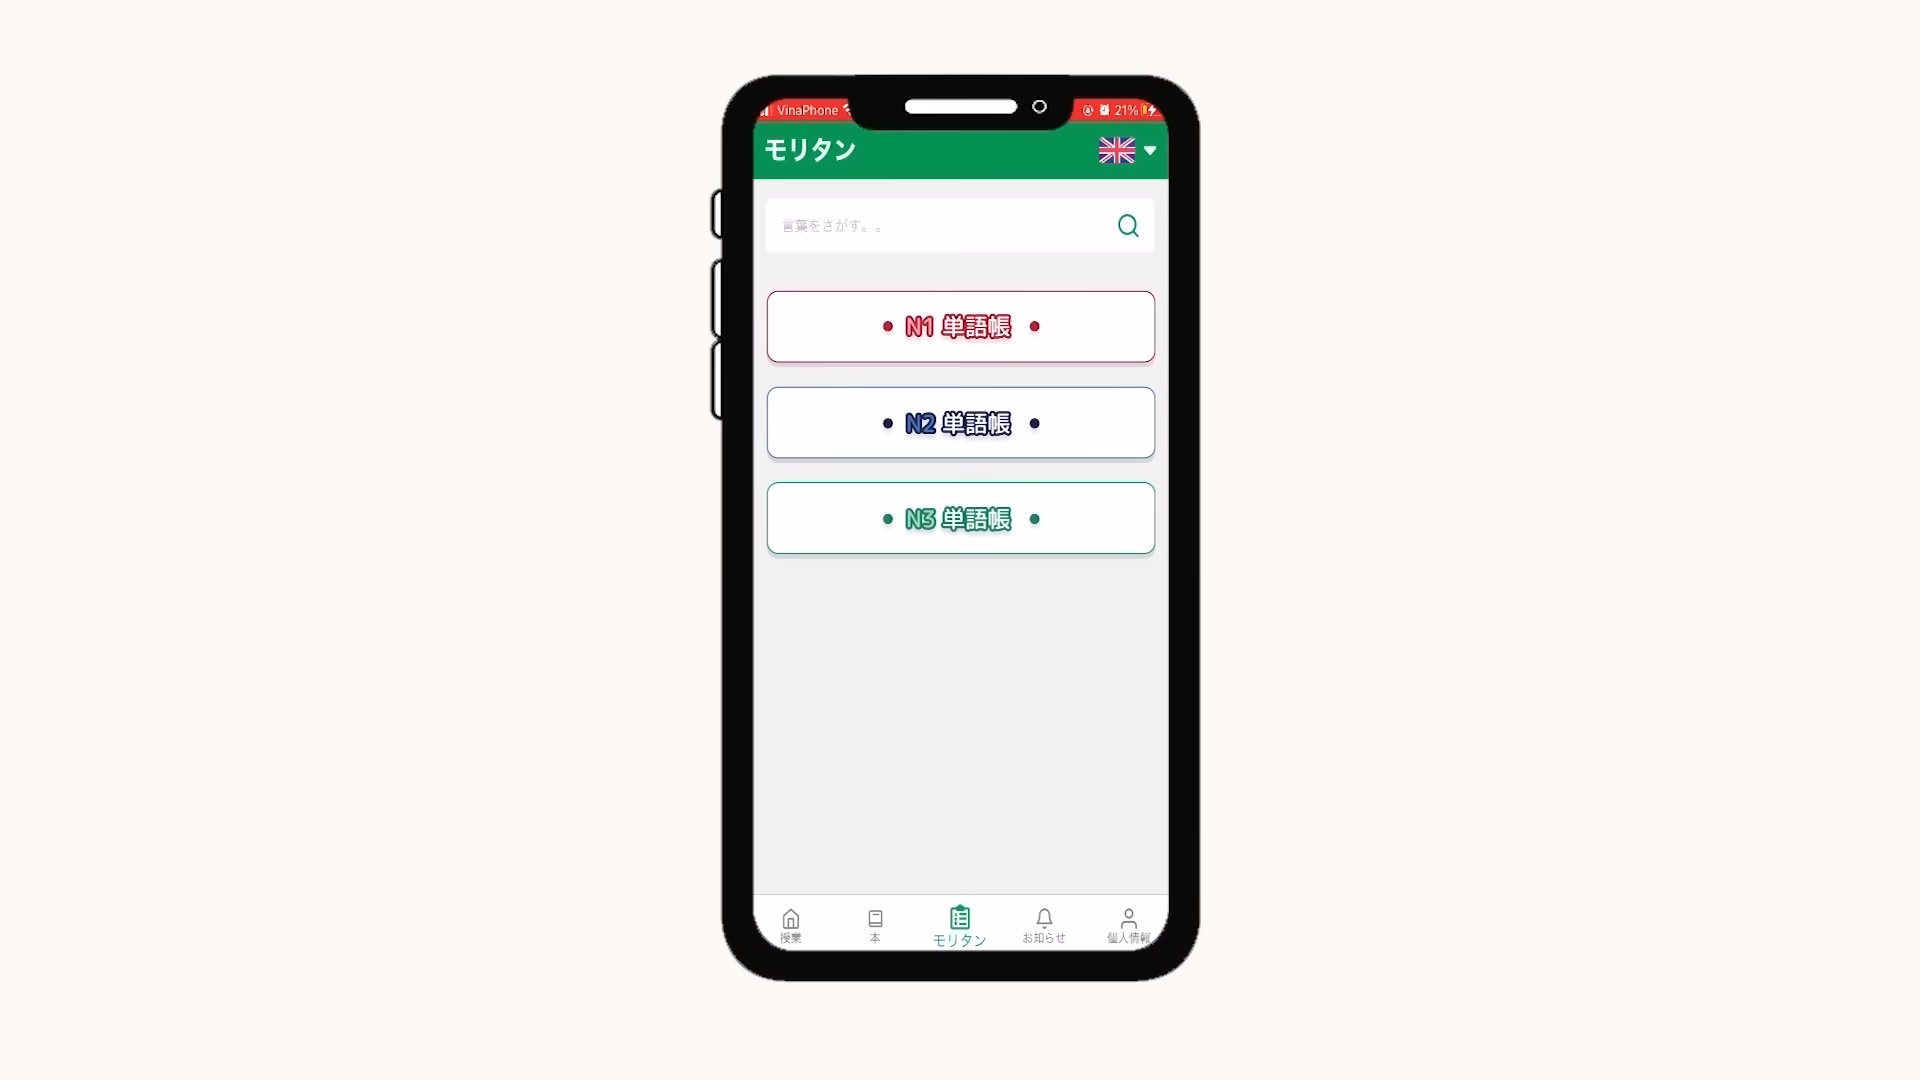 VinaPhone 21%
モリタン
言葉をさがす。。
N1 単語帳
N2 単語帳
N3 単語帳
授業 本 モリタン お知らせ 個人情報